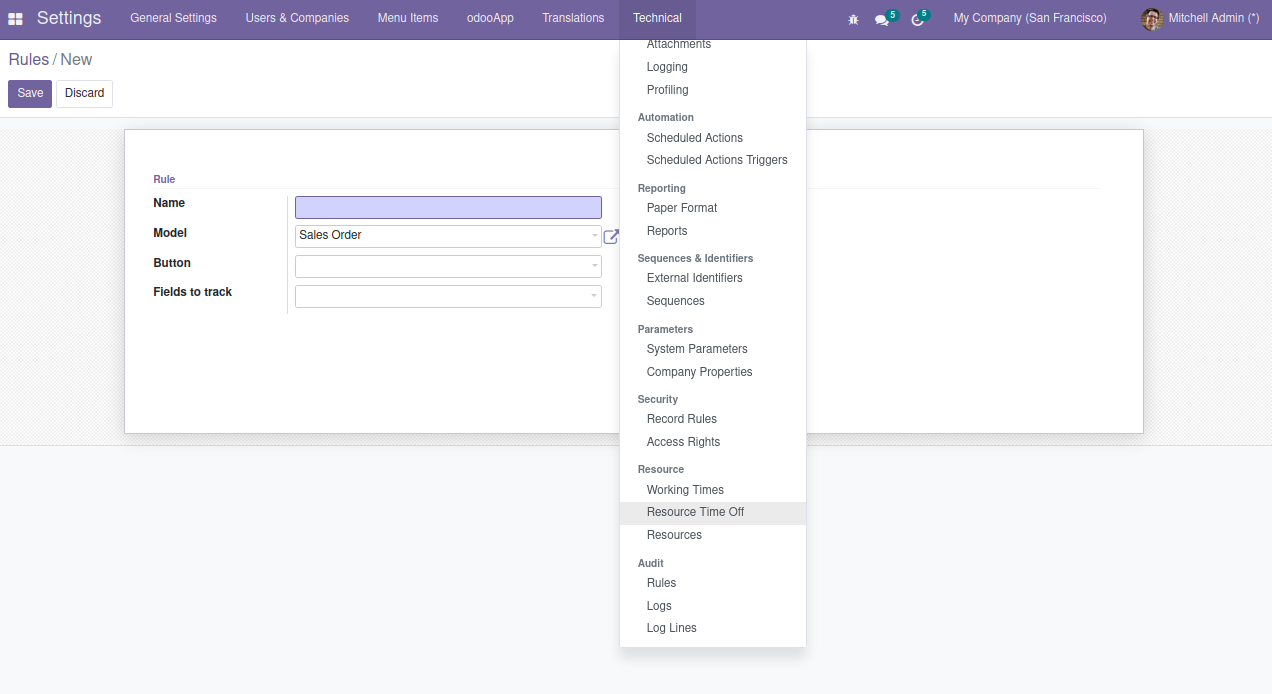 Settings General Settings Users & Companies Menu Items odooApp Translations Technical 5 5 My Company (San Francisco) Mitchell Admin (*)
Rules / New
Save Discard
Rule
Name
Model Sales Order
Button
Fields to track
Attachments
Logging
Profiling
Automation
Scheduled Actions
Scheduled Actions Triggers
Reporting
Paper Format
Reports
Sequences & Identifiers
External Identifiers
Sequences
Parameters
System Parameters
Company Properties
Security
Record Rules
Access Rights
Resource
Working Times
Resource Time Off
Resources
Audit
Rules
Logs
Log Lines